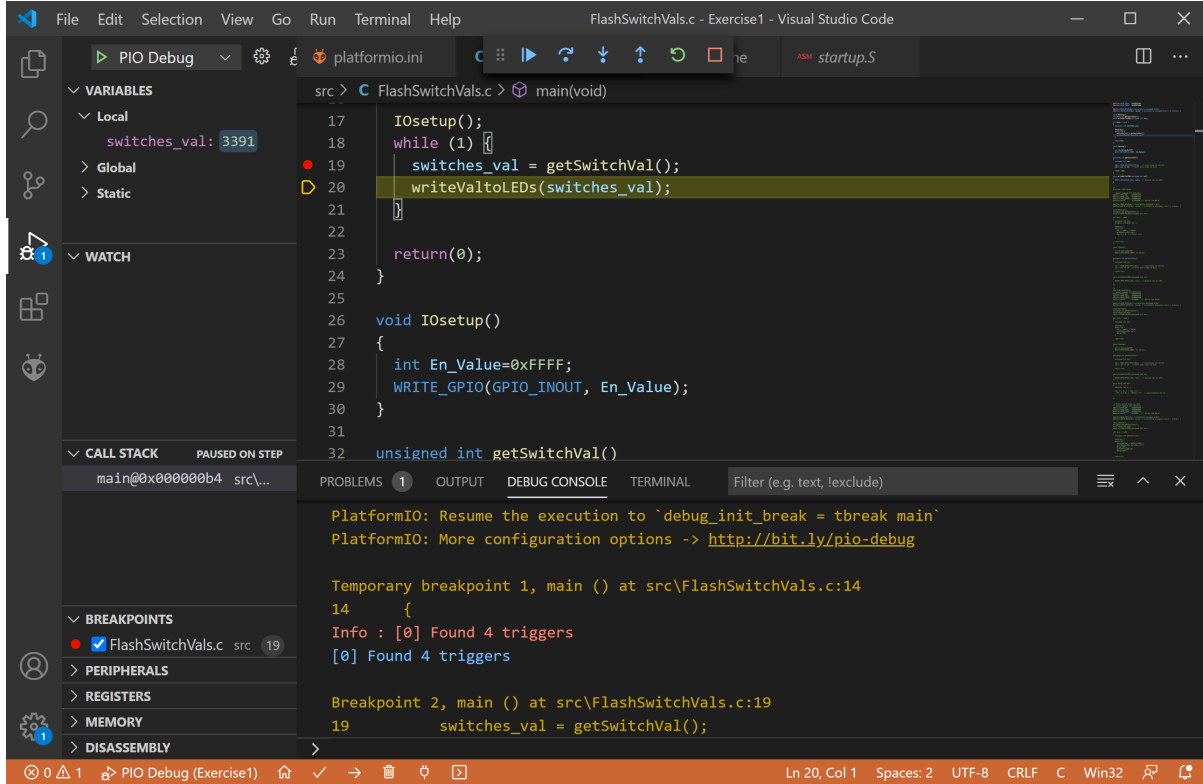 File Edit Selection View Go Run Terminal Help FlashSwitchVals.c - Exercise1 - Visual Studio Code
PIO Debug
platformio.ini C ne ASM startup.S
src > C FlashSwitchVals.c > main(void)
VARIABLES
Local
switches_val: 3391
Global
Static
WATCH
CALL STACK PAUSED ON STEP
main@0x000000b4 src\...
BREAKPOINTS
FlashSwitchVals.c src 19
PERIPHERALS
REGISTERS
MEMORY
DISASSEMBLY
1
1
17 IOsetup();
18 while (1) {
19 switches_val = getSwitchVal();
20 writeValtoLEDs(switches_val);
21 }
22
23 return(0);
24 }
25
26 void IOsetup()
27 {
28 int En_Value=0xFFFF;
29 WRITE_GPIO(GPIO_INOUT, En_Value);
30 }
31
32 unsigned int getSwitchVal()
PROBLEMS 1 OUTPUT DEBUG CONSOLE TERMINAL Filter (e.g. text, !exclude)
PlatformIO: Resume the execution to `debug_init_break = tbreak main`
PlatformIO: More configuration options -> http://bit.ly/pio-debug
Temporary breakpoint 1, main () at src\FlashSwitchVals.c:14
14 {
Info : [0] Found 4 triggers
[0] Found 4 triggers
Breakpoint 2, main () at src\FlashSwitchVals.c:19
19 switches_val = getSwitchVal();
>
0 1 PIO Debug (Exercise1) Ln 20, Col 1 Spaces: 2 UTF-8 CRLF C Win32